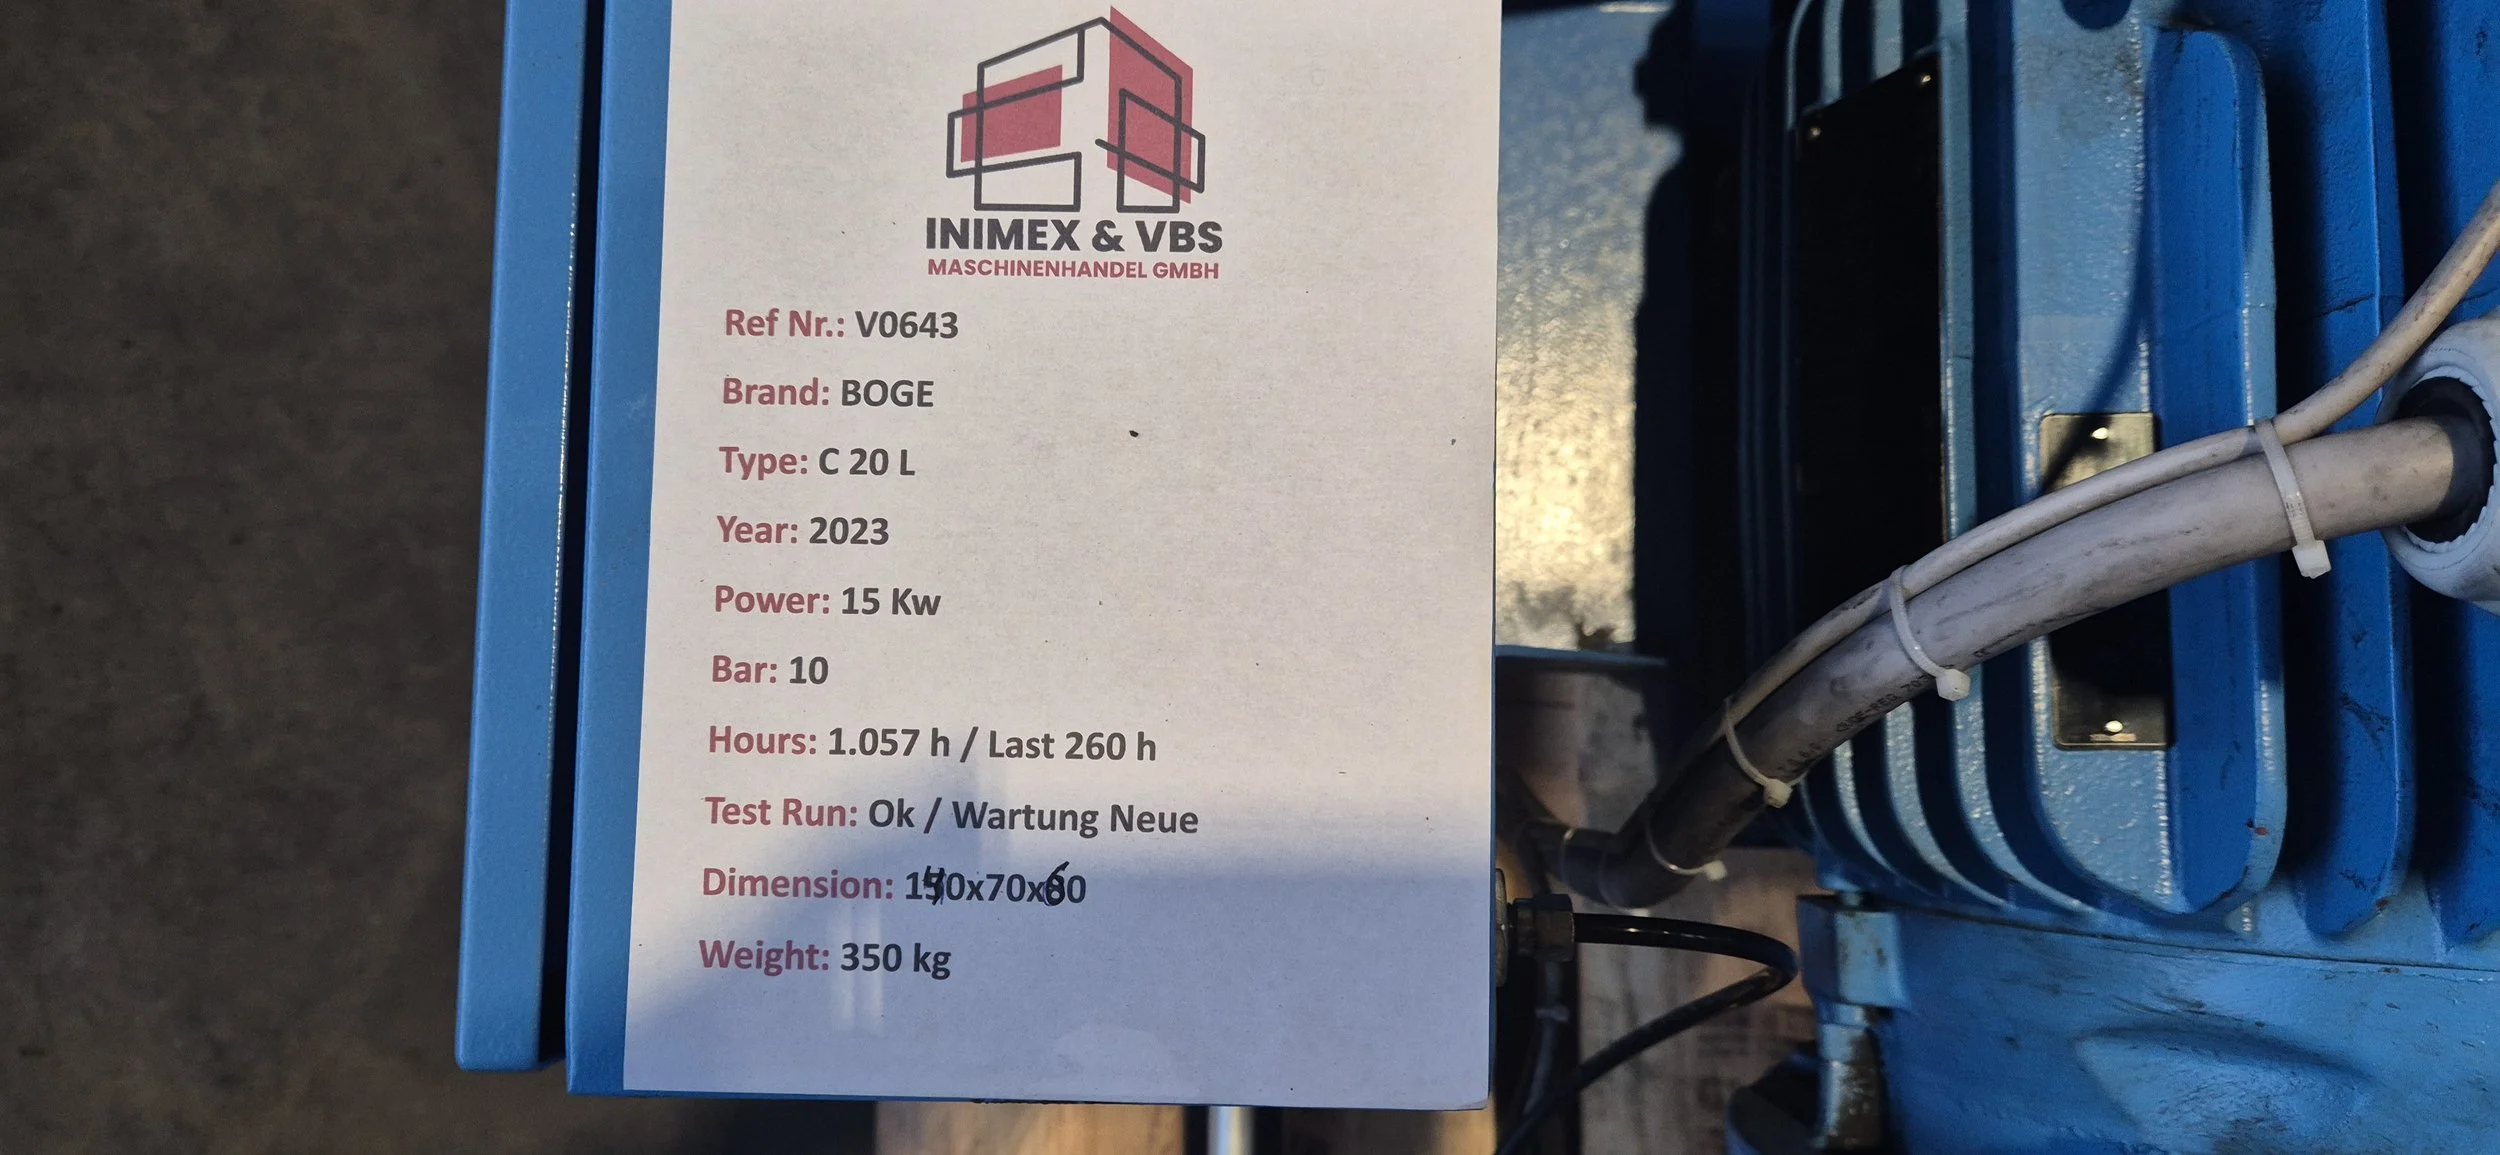 INIMEX & VBS
MASCHINENHANDEL GMBH
Ref Nr.: V0643
Brand: BOGE
Type: C 20 L
Year: 2023
Power: 15 Kw
Bar: 10
Hours: 1.057 h / Last 260 h
Test Run: Ok / Wartung Neue
Dimension: 140x70x60
Weight: 350 kg